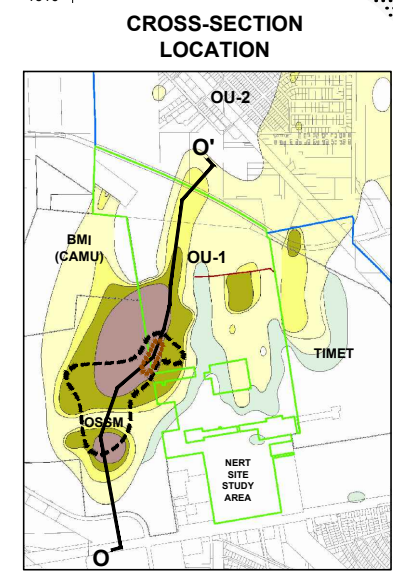 CROSS-SECTION
LOCATION
OU-2
O'
BMI
(CAMU)
OU-1
TIMET
OSSM
NERT
SITE
STUDY
AREA
O